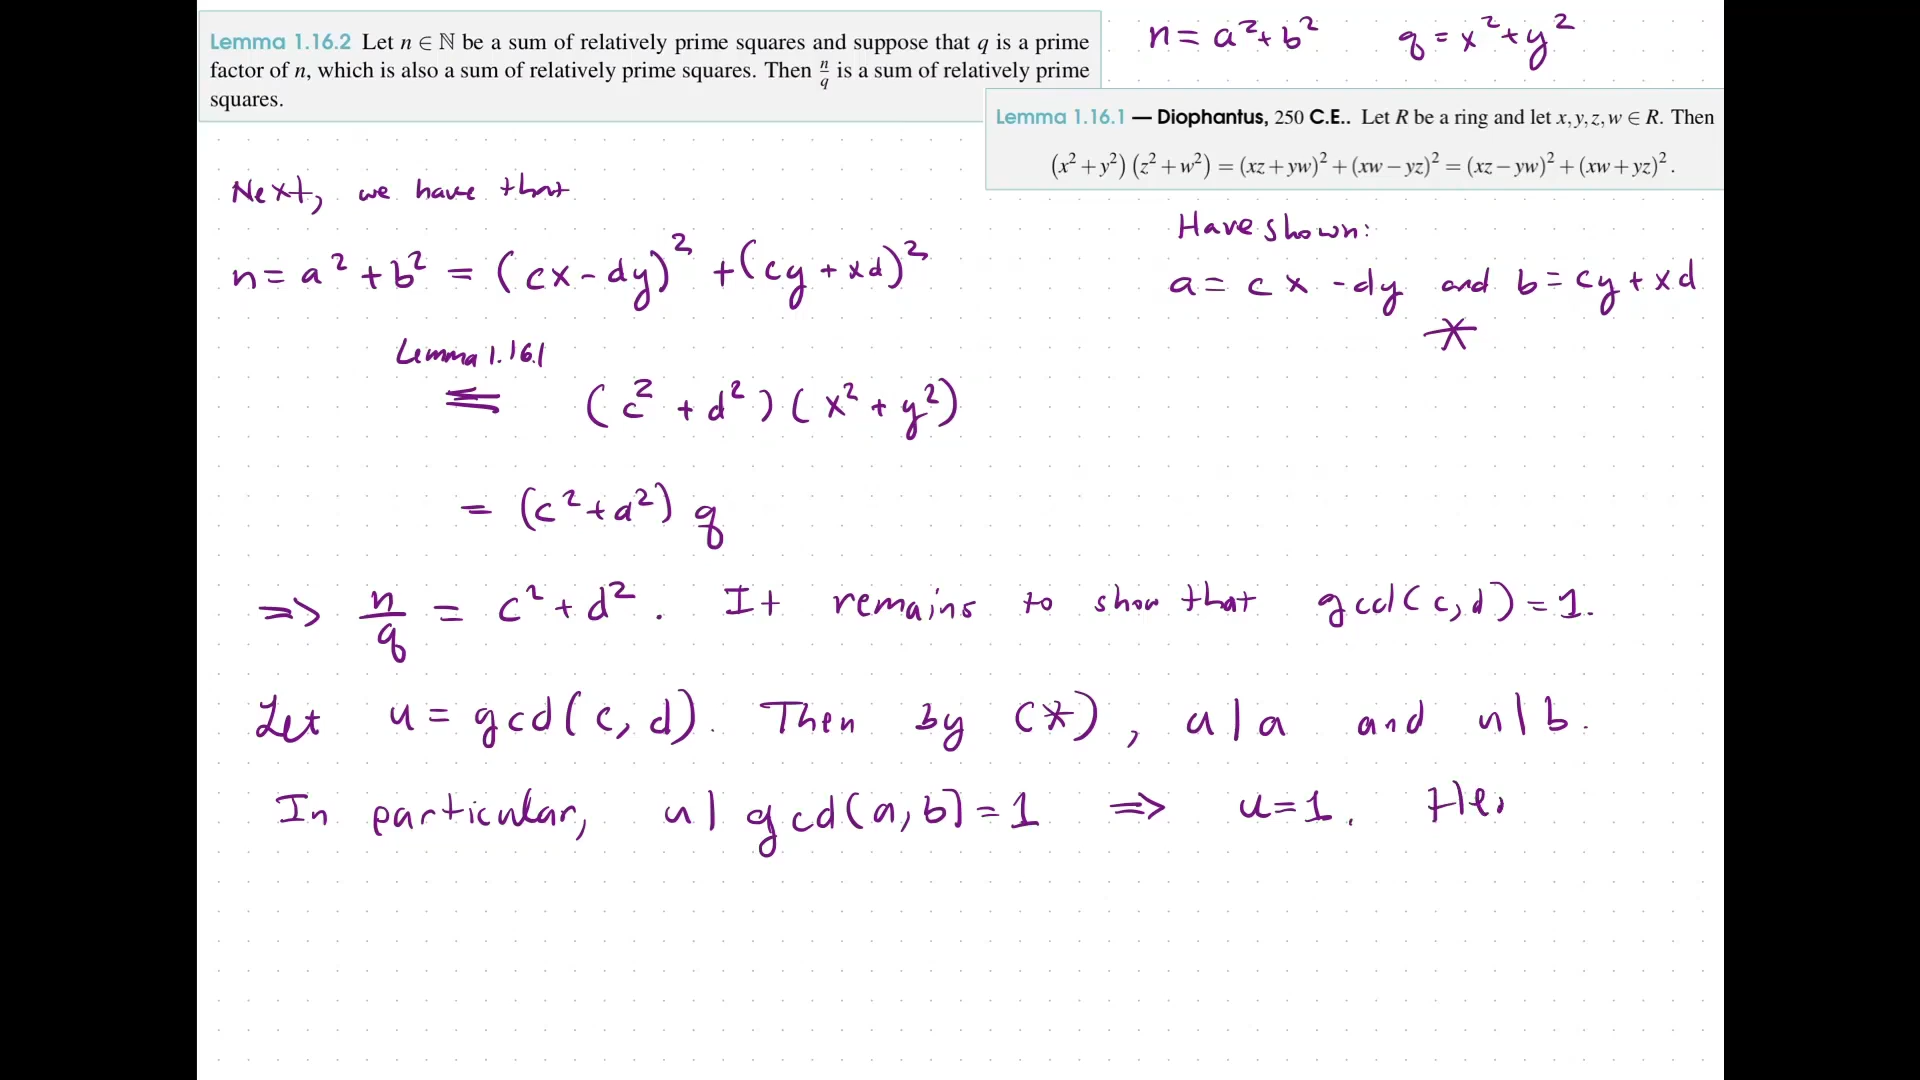 Lemma 1.16.2 Let n ∈ ℕ be a sum of relatively prime squares and suppose that q is a prime
factor of n, which is also a sum of relatively prime squares. Then n/q is a sum of relatively prime
squares.
n = a² + b² q = x² + y²
Lemma 1.16.1 — Diophantus, 250 C.E.. Let R be a ring and let x, y, z, w ∈ R. Then
(x² + y²) (z² + w²) = (xz + yw)² + (xw − yz)² = (xz − yw)² + (xw + yz)².
Have shown:
a = cx - dy and b = cy + xd
*
Next, we have that
n = a² + b² = (cx - dy)² + (cy + xd)²
Lemma 1.16.1
= (c² + d²)(x² + y²)
= (c² + d²) q
=> n/q = c² + d². It remains to show that gcd(c, d) = 1.
Let u = gcd(c, d). Then by (*), u | a and u | b.
In particular, u | gcd(a, b) = 1 => u = 1.